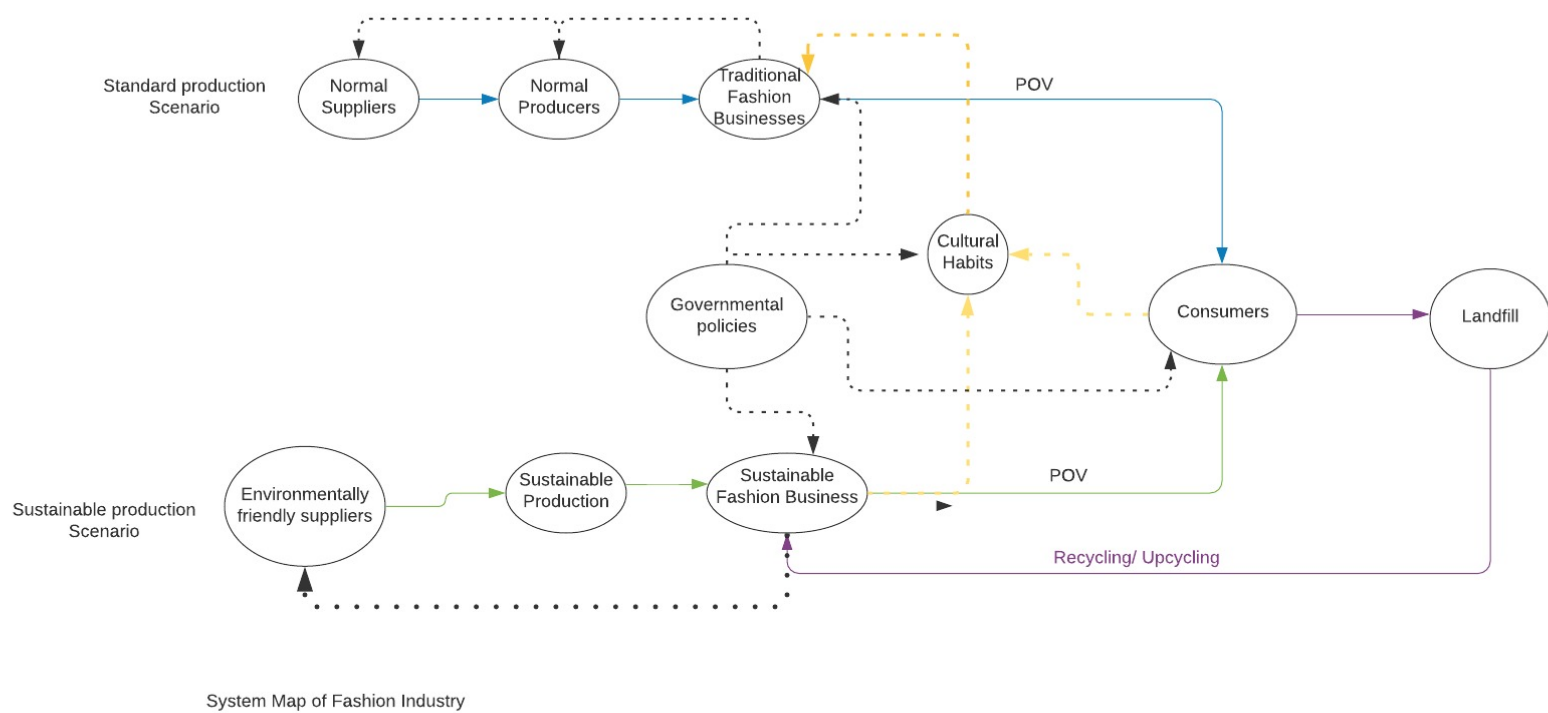 Standard production
Scenario
Normal
Suppliers
Normal
Producers
Traditional
Fashion
Businesses
POV
Cultural
Habits
Governmental
policies
Consumers
Landfill
Sustainable production
Scenario
Environmentally
friendly suppliers
Sustainable
Production
Sustainable
Fashion Business
POV
Recycling/ Upcycling
System Map of Fashion Industry